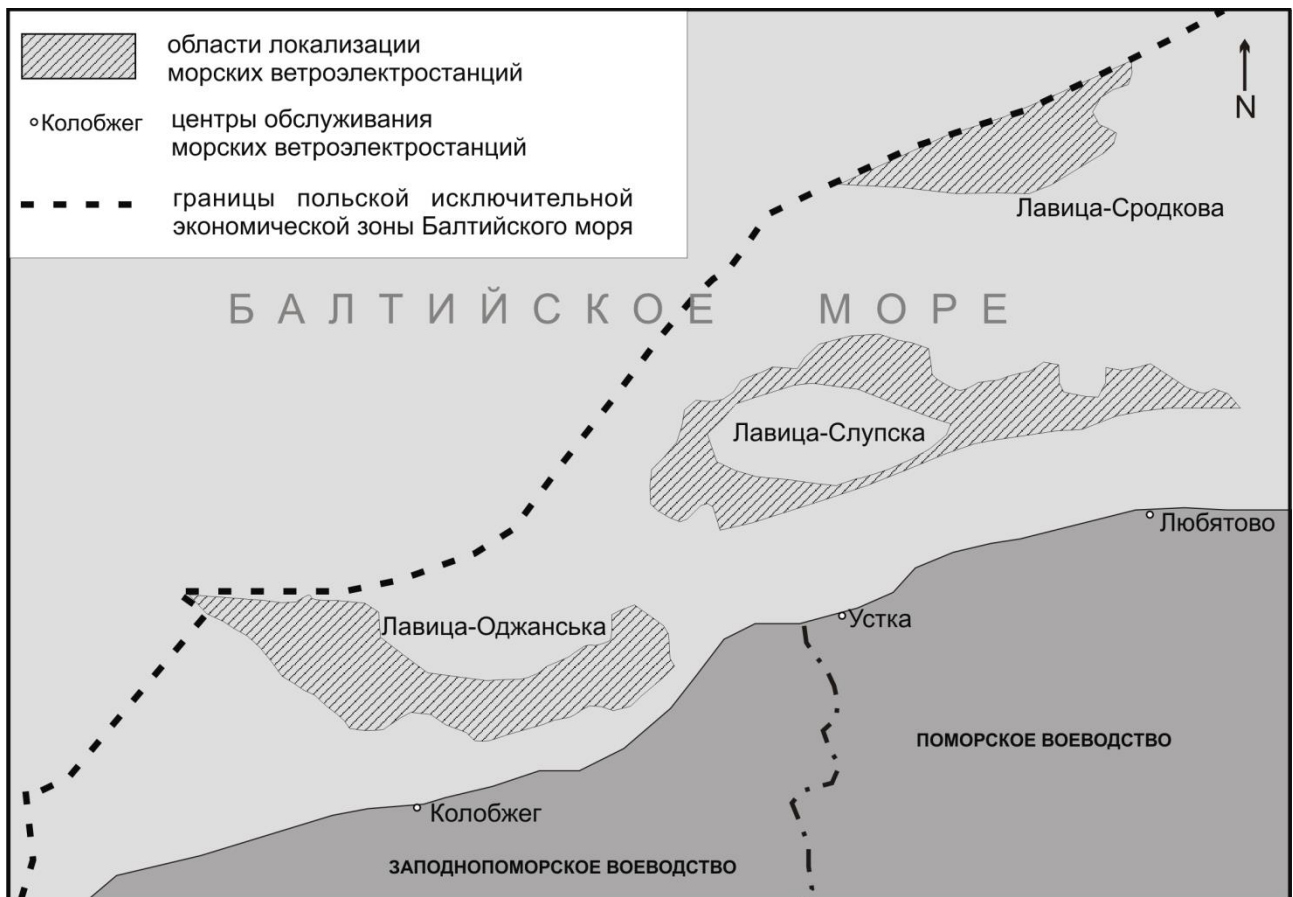 области локализации
морских ветроэлектростанций
Колобжег
центры обслуживания
морских ветроэлектростанций
границы польской исключительной
экономической зоны Балтийского моря
N
Лавица-Сродкова
БАЛТИЙСКОЕ МОРЕ
Лавица-Слупска
Любятово
Устка
Лавица-Оджанська
ПОМОРСКОЕ ВОЕВОДСТВО
Колобжег
ЗАПОДНОПОМОРСКОЕ ВОЕВОДСТВО